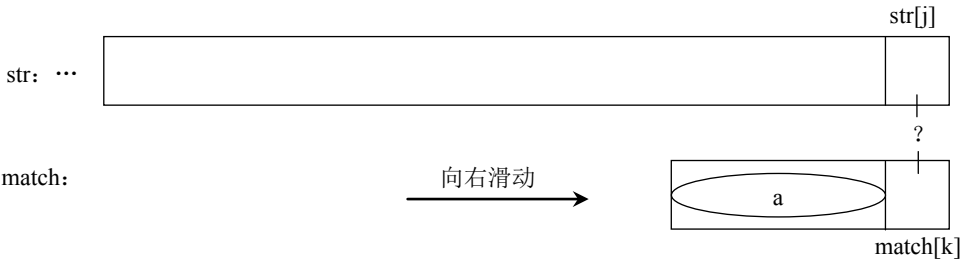 str[j]
str：…
?
match：
向右滑动
a
match[k]